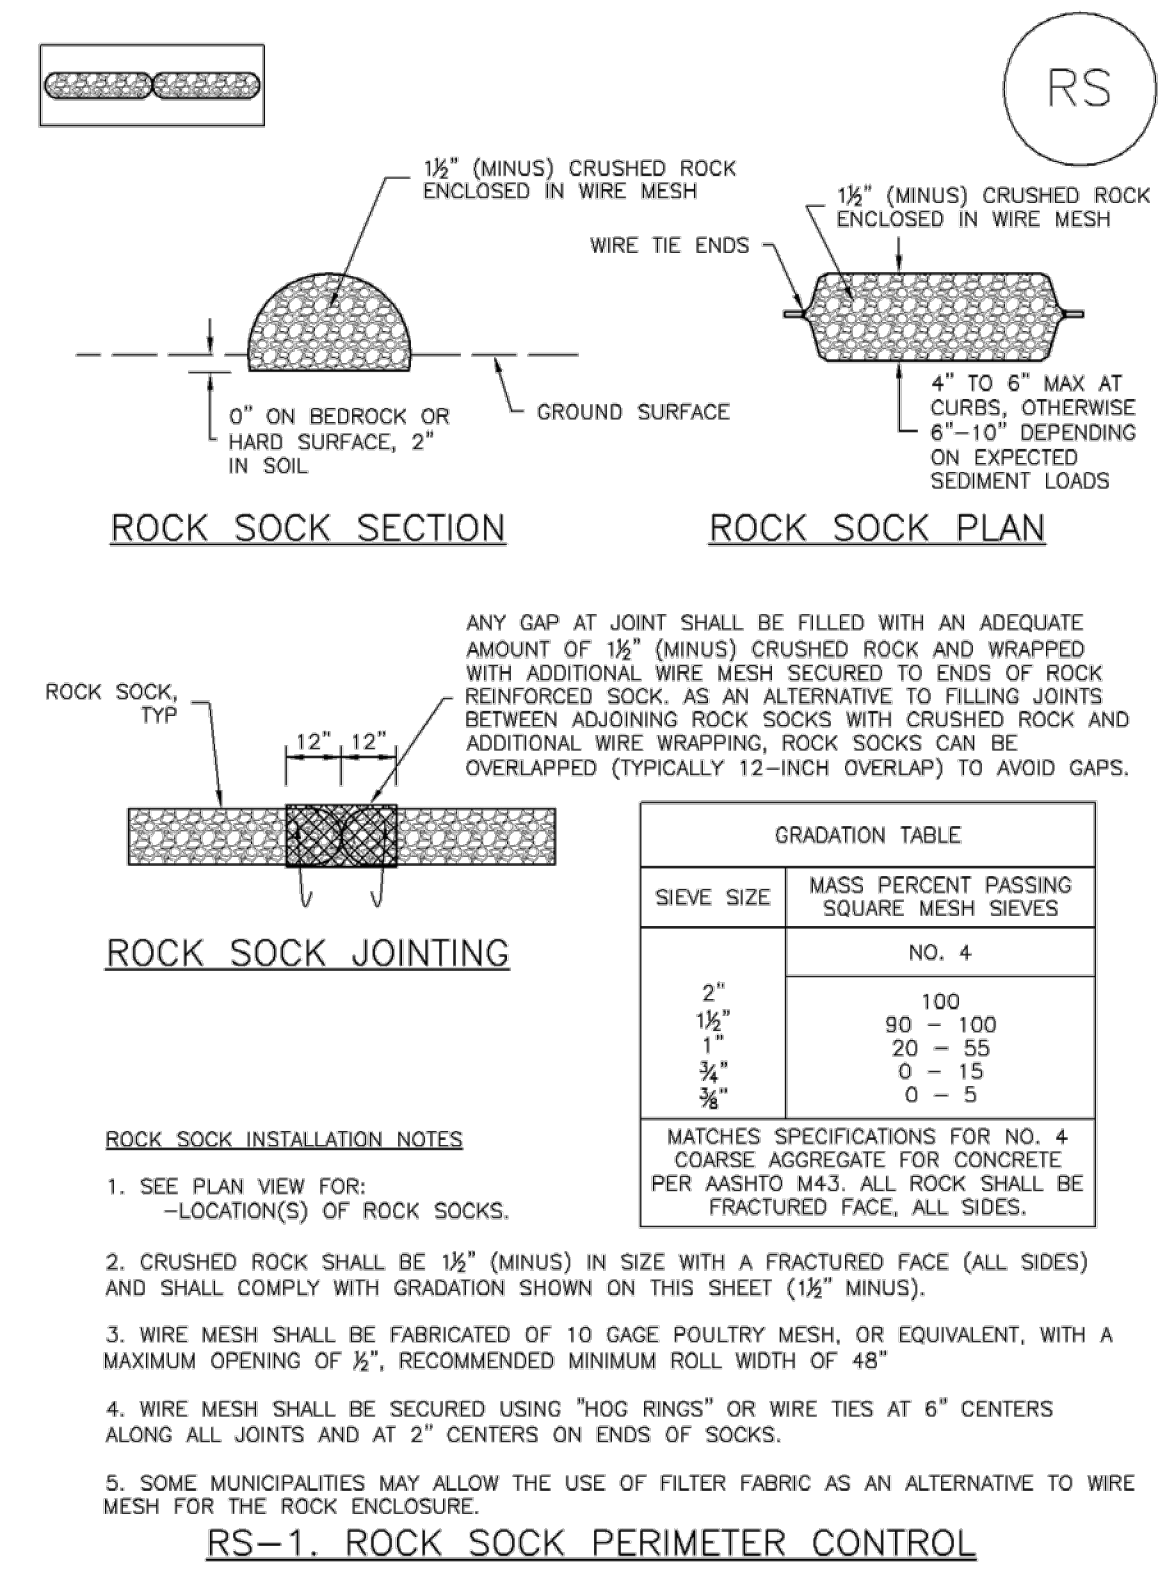 RS
1½" (MINUS) CRUSHED ROCK
ENCLOSED IN WIRE MESH
1½" (MINUS) CRUSHED ROCK
ENCLOSED IN WIRE MESH
WIRE TIE ENDS
GROUND SURFACE
0" ON BEDROCK OR
HARD SURFACE, 2"
IN SOIL
4" TO 6" MAX AT
CURBS, OTHERWISE
6"-10" DEPENDING
ON EXPECTED
SEDIMENT LOADS
ROCK SOCK SECTION
ROCK SOCK PLAN
ANY GAP AT JOINT SHALL BE FILLED WITH AN ADEQUATE
AMOUNT OF 1½" (MINUS) CRUSHED ROCK AND WRAPPED
WITH ADDITIONAL WIRE MESH SECURED TO ENDS OF ROCK
REINFORCED SOCK. AS AN ALTERNATIVE TO FILLING JOINTS
BETWEEN ADJOINING ROCK SOCKS WITH CRUSHED ROCK AND
ADDITIONAL WIRE WRAPPING, ROCK SOCKS CAN BE
OVERLAPPED (TYPICALLY 12-INCH OVERLAP) TO AVOID GAPS.
ROCK SOCK,
TYP
12" 12"
ROCK SOCK JOINTING
GRADATION TABLE
SIEVE SIZE
MASS PERCENT PASSING
SQUARE MESH SIEVES
NO. 4
2" 100
1½" 90 - 100
1" 20 - 55
¾" 0 - 15
⅜" 0 - 5
MATCHES SPECIFICATIONS FOR NO. 4
COARSE AGGREGATE FOR CONCRETE
PER AASHTO M43. ALL ROCK SHALL BE
FRACTURED FACE, ALL SIDES.
ROCK SOCK INSTALLATION NOTES
1. SEE PLAN VIEW FOR:
-LOCATION(S) OF ROCK SOCKS.
2. CRUSHED ROCK SHALL BE 1½" (MINUS) IN SIZE WITH A FRACTURED FACE (ALL SIDES)
AND SHALL COMPLY WITH GRADATION SHOWN ON THIS SHEET (1½" MINUS).
3. WIRE MESH SHALL BE FABRICATED OF 10 GAGE POULTRY MESH, OR EQUIVALENT, WITH A
MAXIMUM OPENING OF ½", RECOMMENDED MINIMUM ROLL WIDTH OF 48"
4. WIRE MESH SHALL BE SECURED USING "HOG RINGS" OR WIRE TIES AT 6" CENTERS
ALONG ALL JOINTS AND AT 2" CENTERS ON ENDS OF SOCKS.
5. SOME MUNICIPALITIES MAY ALLOW THE USE OF FILTER FABRIC AS AN ALTERNATIVE TO WIRE
MESH FOR THE ROCK ENCLOSURE.
RS-1. ROCK SOCK PERIMETER CONTROL